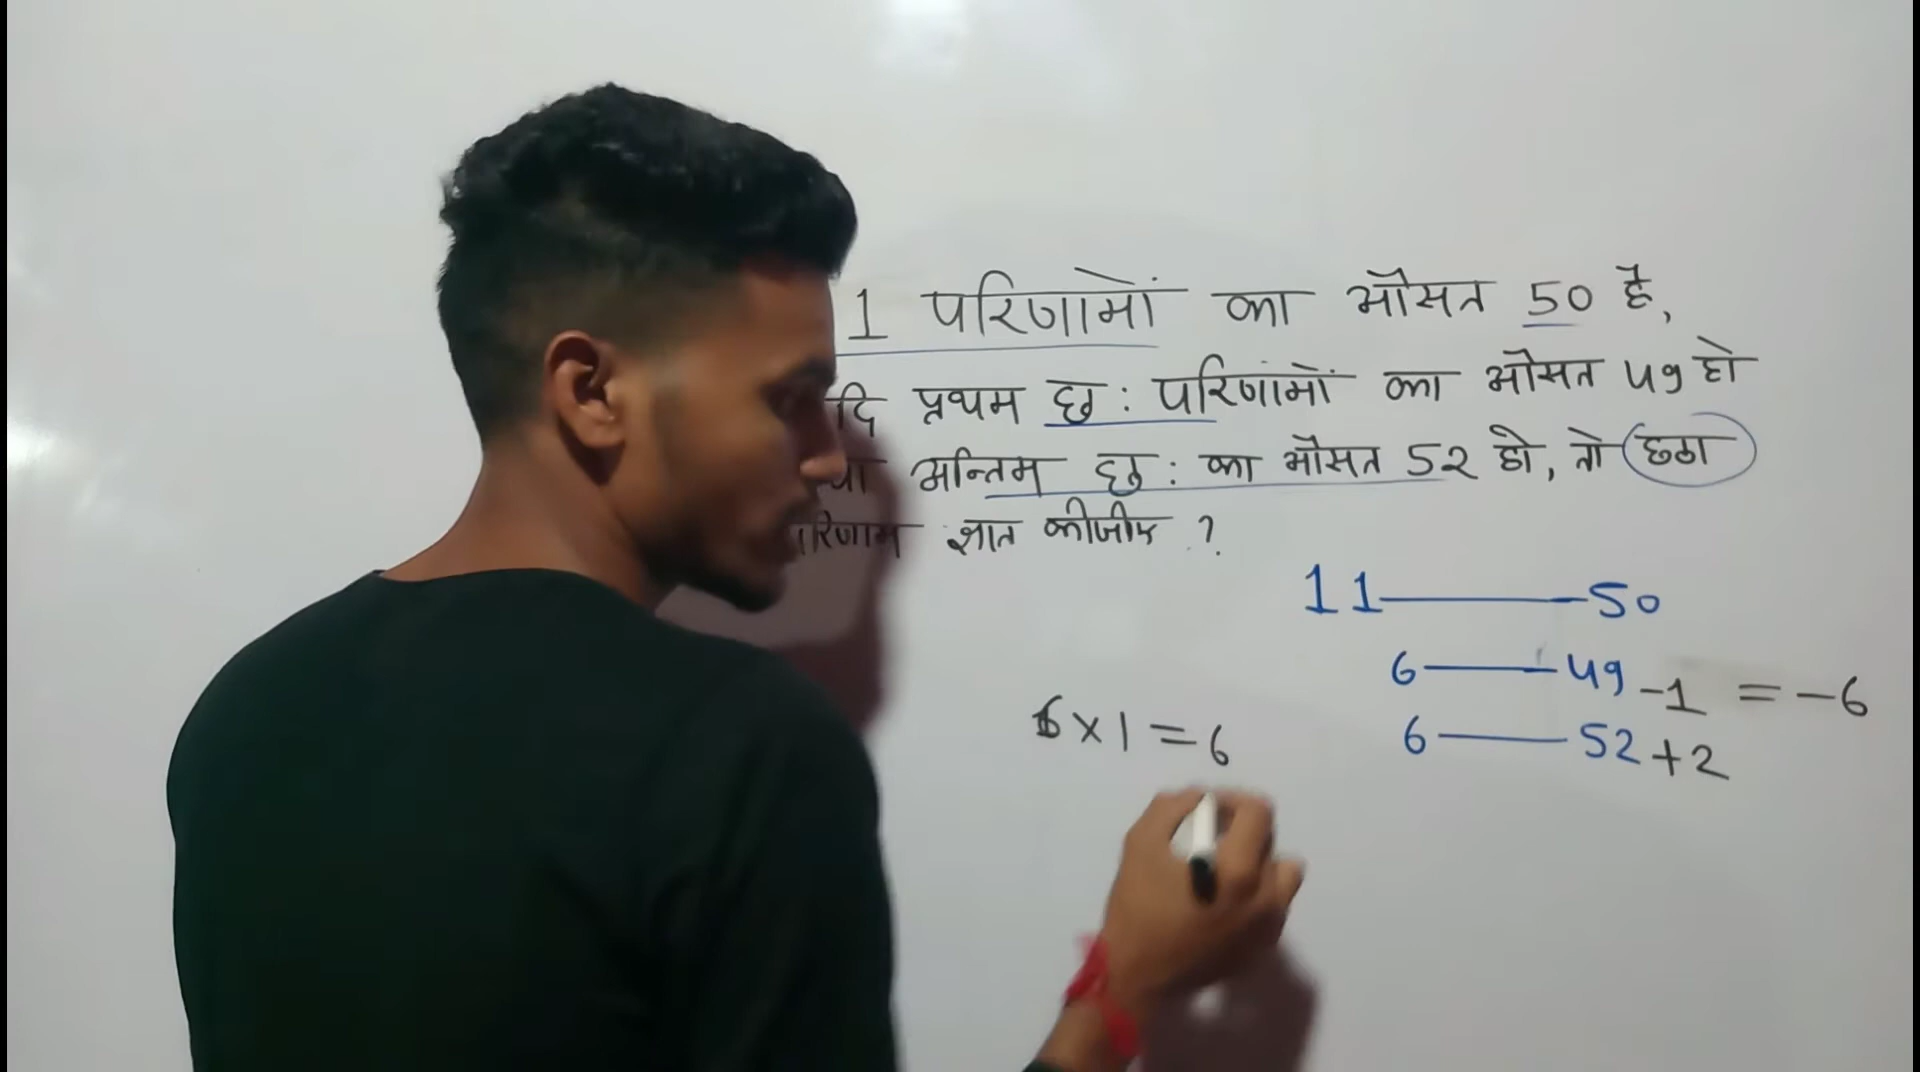 1 परिणामों का औसत 50 है,
दि प्रथम छः परिणामों का औसत 49 हो
था अन्तिम छः का औसत 52 हो, तो छठा
रिणाम ज्ञात कीजीए ?
11 — 50
6 — 49 -1 = -6
6 × 1 = 6
6 — 52 +2